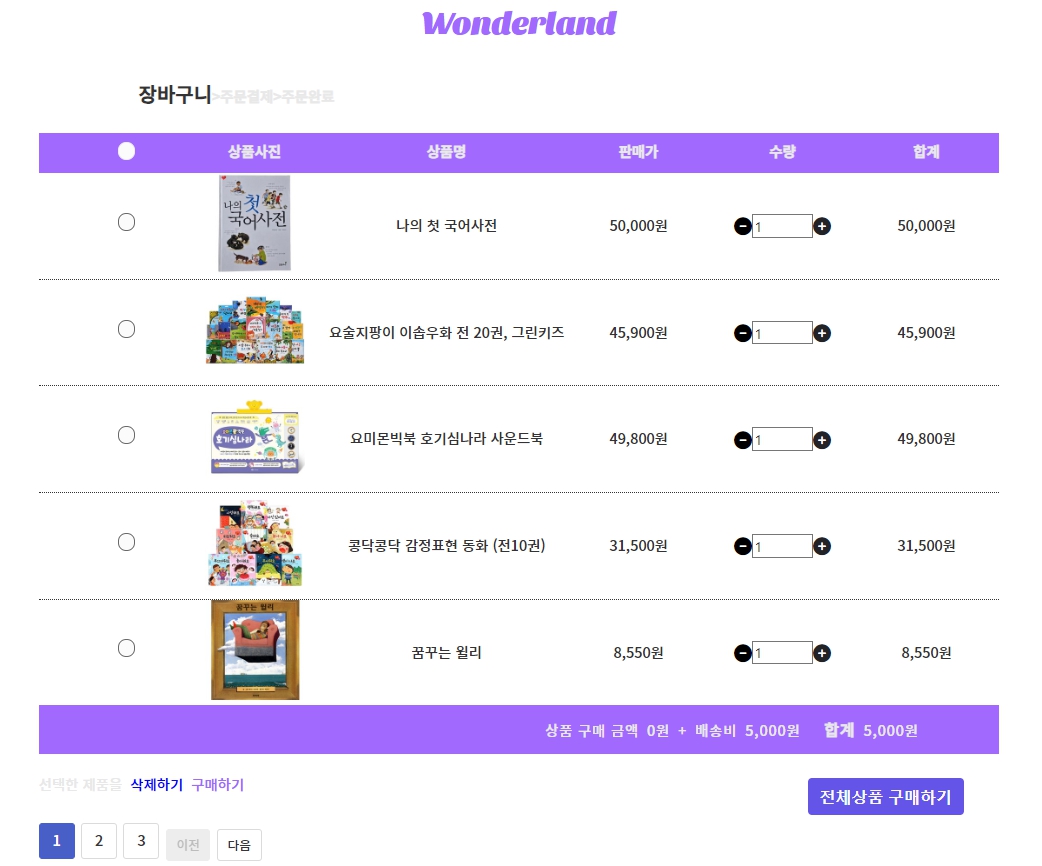 Wonderland
장바구니>주문결제>주문완료
상품사진 상품명 판매가 수량 합계
나의 첫 국어사전
나의 첫 국어사전 50,000원 1 50,000원
요술지팡이 이솝우화 전 20권, 그린키즈 45,900원 1 45,900원
호기심나라
요미몬빅북 호기심나라 사운드북 49,800원 1 49,800원
콩닥콩닥 감정표현 동화 (전10권) 31,500원 1 31,500원
꿈꾸는 윌리
꿈꾸는 윌리 8,550원 1 8,550원
상품 구매 금액 0원 + 배송비 5,000원 합계 5,000원
선택한 제품을 삭제하기 구매하기
전체상품 구매하기
1 2 3 이전 다음